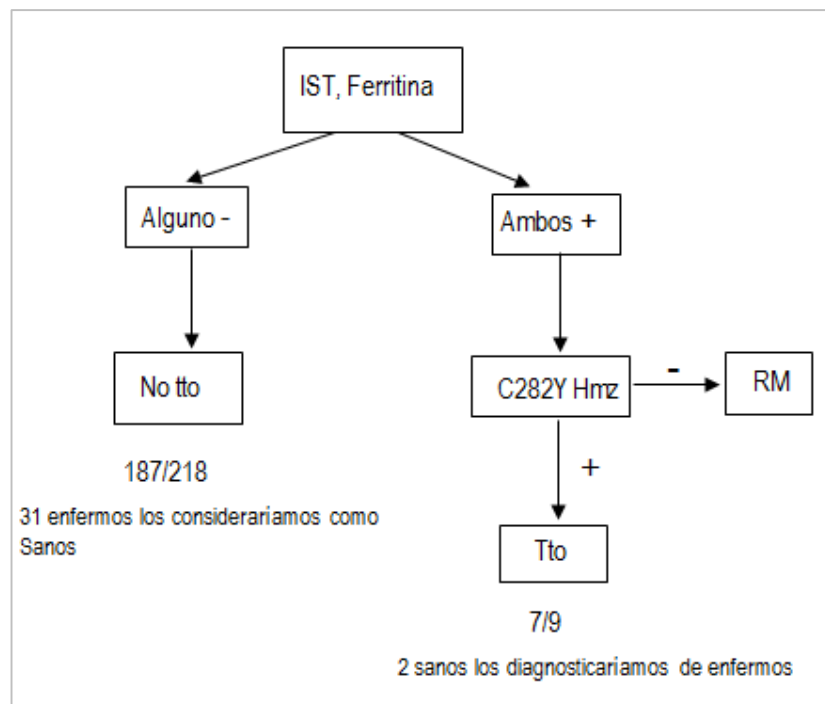 IST, Ferritina
Alguno -
Ambos +
No tto
C282Y Hmz
-
RM
+
187/218
31 enfermos los consideraríamos como
Sanos
Tto
7/9
2 sanos los diagnosticaríamos de enfermos